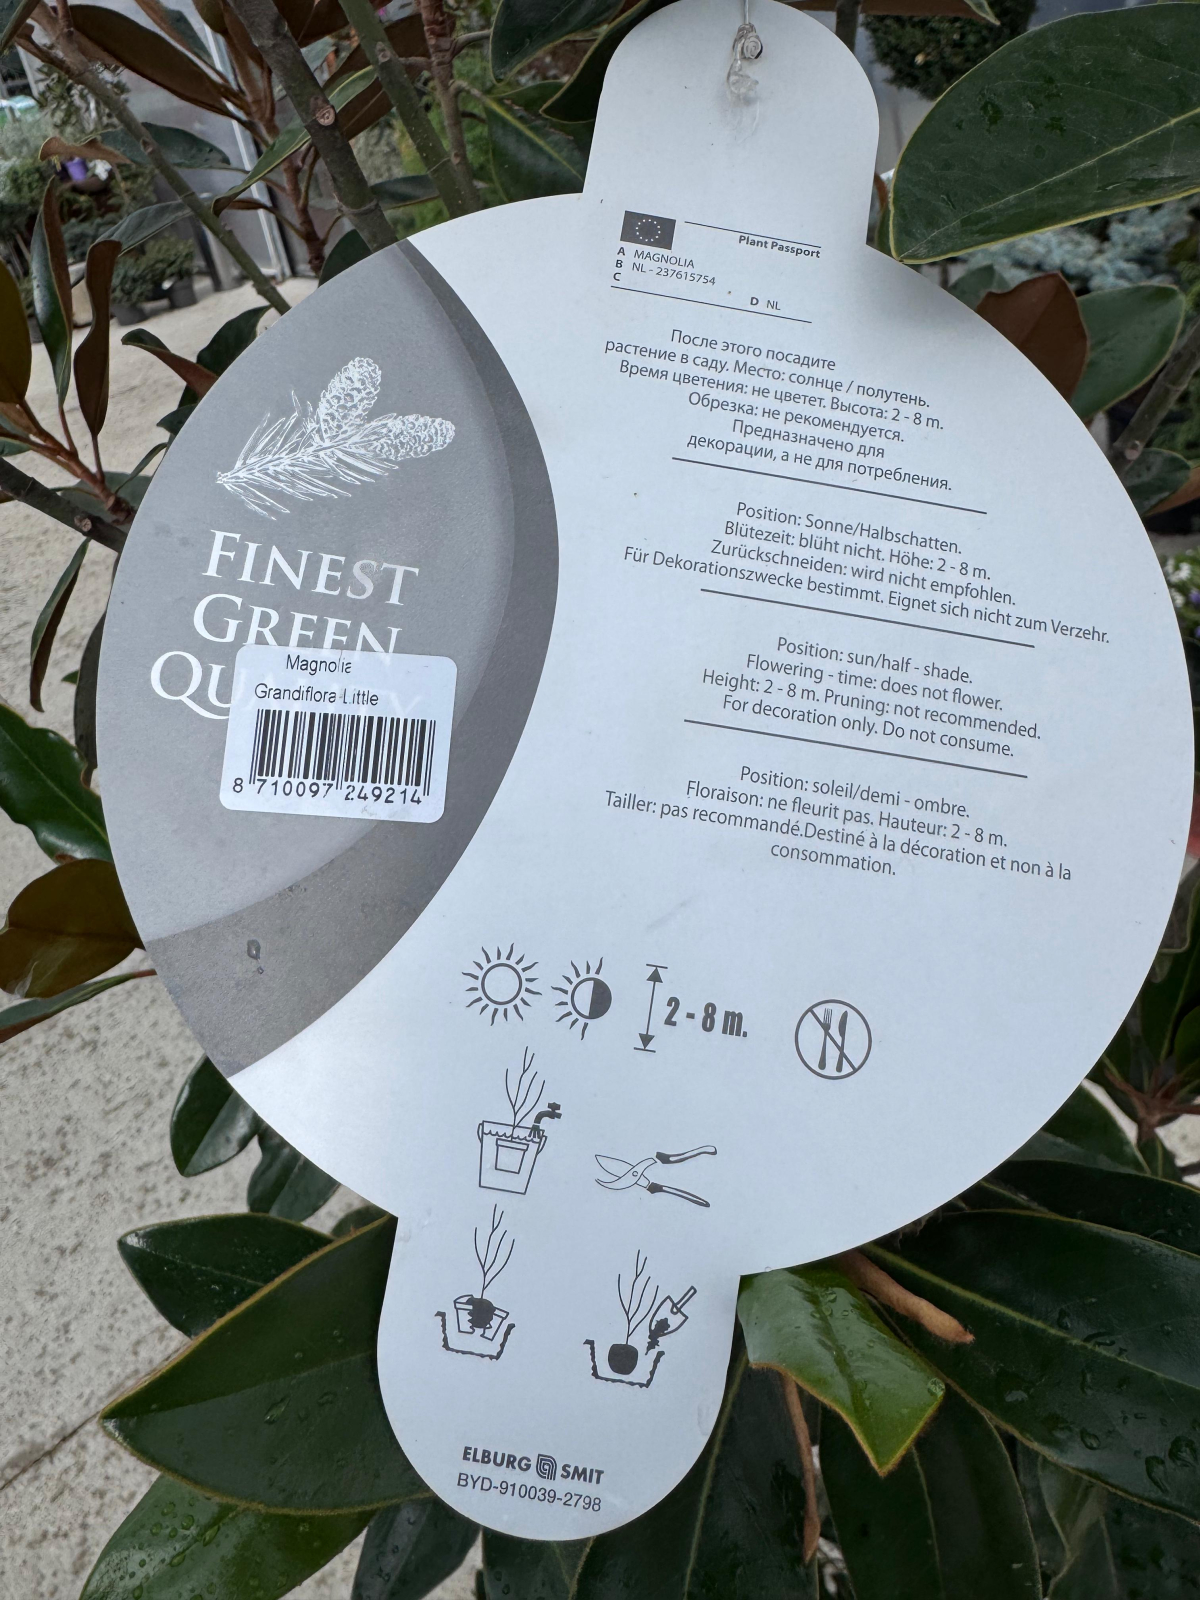 Plant Passport
A MAGNOLIA
B NL - 237615754
C
D NL
После этого посадите
растение в саду. Место: солнце / полутень.
Время цветения: не цветет. Высота: 2 - 8 m.
Обрезка: не рекомендуется.
Предназначено для
декорации, а не для потребления.
Position: Sonne/Halbschatten.
Blütezeit: blüht nicht. Höhe: 2 - 8 m.
Zurückschneiden: wird nicht empfohlen.
Für Dekorationszwecke bestimmt. Eignet sich nicht zum Verzehr.
Position: sun/half - shade.
Flowering - time: does not flower.
Height: 2 - 8 m. Pruning: not recommended.
For decoration only. Do not consume.
Position: soleil/demi - ombre.
Floraison: ne fleurit pas. Hauteur: 2 - 8 m.
Tailler: pas recommandé.Destiné à la décoration et non à la
consommation.
FINEST
GREEN
QUALITY
Magnolia
Grandiflora Little
8 710097 249214
2 - 8 m.
ELBURG SMIT
BYD-910039-2798